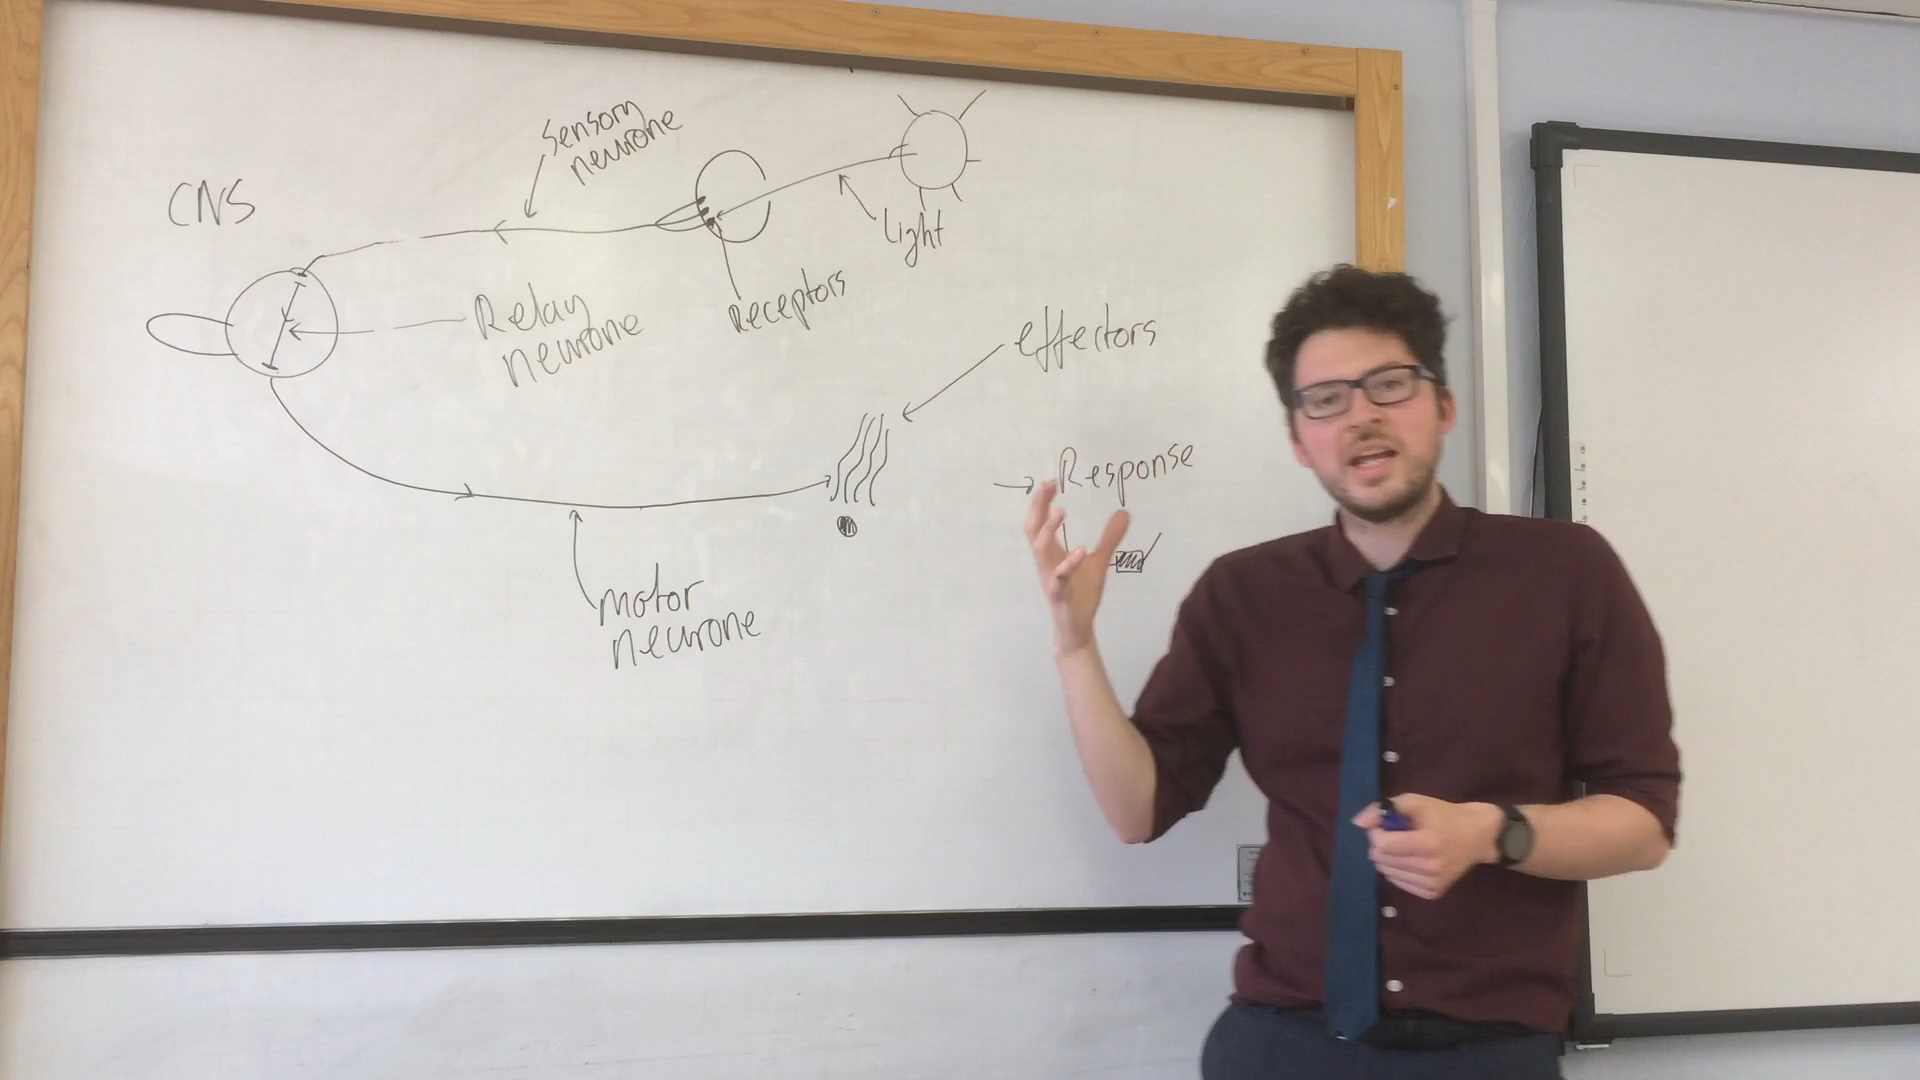 Sensory
neurone
CNS
Light
Receptors
Relay
neurone
effectors
Response
motor
neurone